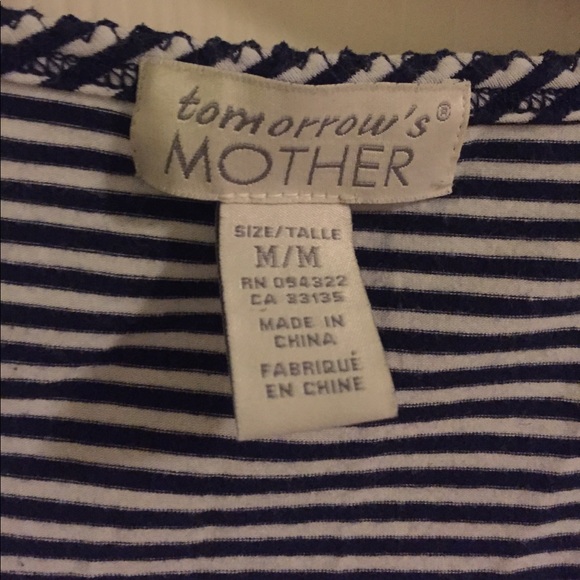 tomorrow's®
MOTHER
SIZE/TALLE
M/M
RN 094322
CA 33135
MADE IN
CHINA
FABRIQUÉ
EN CHINE